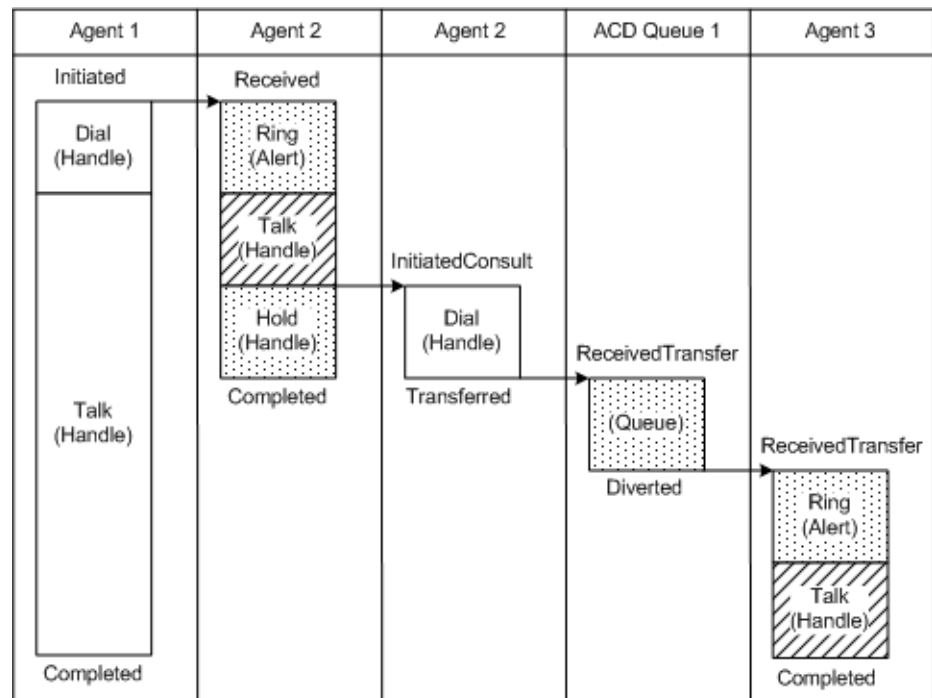 Agent 1
Agent 2
Agent 2
ACD Queue 1
Agent 3
Initiated
Dial
(Handle)
Talk
(Handle)
Completed
Received
Ring
(Alert)
Talk
(Handle)
Hold
(Handle)
Completed
InitiatedConsult
Dial
(Handle)
Transferred
ReceivedTransfer
(Queue)
Diverted
ReceivedTransfer
Ring
(Alert)
Talk
(Handle)
Completed